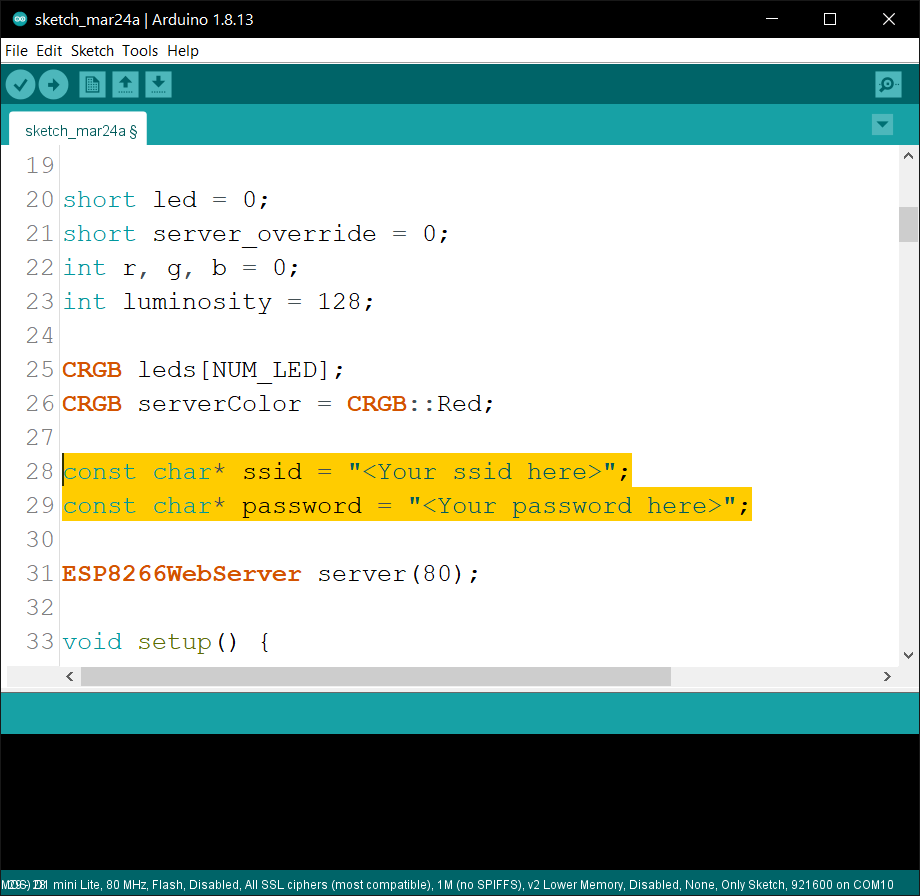 sketch_mar24a | Arduino 1.8.13
File Edit Sketch Tools Help
sketch_mar24a §
19
20 short led = 0;
21 short server_override = 0;
22 int r, g, b = 0;
23 int luminosity = 128;
24
25 CRGB leds[NUM_LED];
26 CRGB serverColor = CRGB::Red;
27
28 const char* ssid = "<Your ssid here>";
29 const char* password = "<Your password here>";
30
31 ESP8266WebServer server(80);
32
33 void setup() {
mini Lite, 80 MHz, Flash, Disabled, All SSL ciphers (most compatible), 1M (no SPIFFS), v2 Lower Memory, Disabled, None, Only Sketch, 921600 on COM10